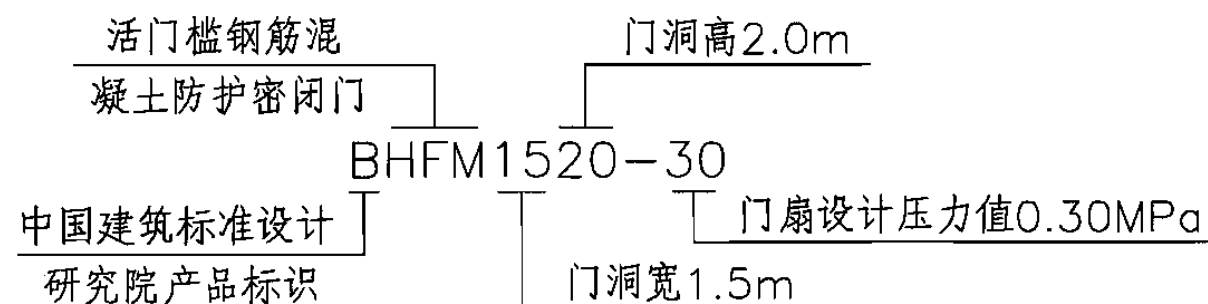 活门槛钢筋混
凝土防护密闭门
门洞高2.0m
BHFM1520-30
中国建筑标准设计
研究院产品标识
门扇设计压力值0.30MPa
门洞宽1.5m